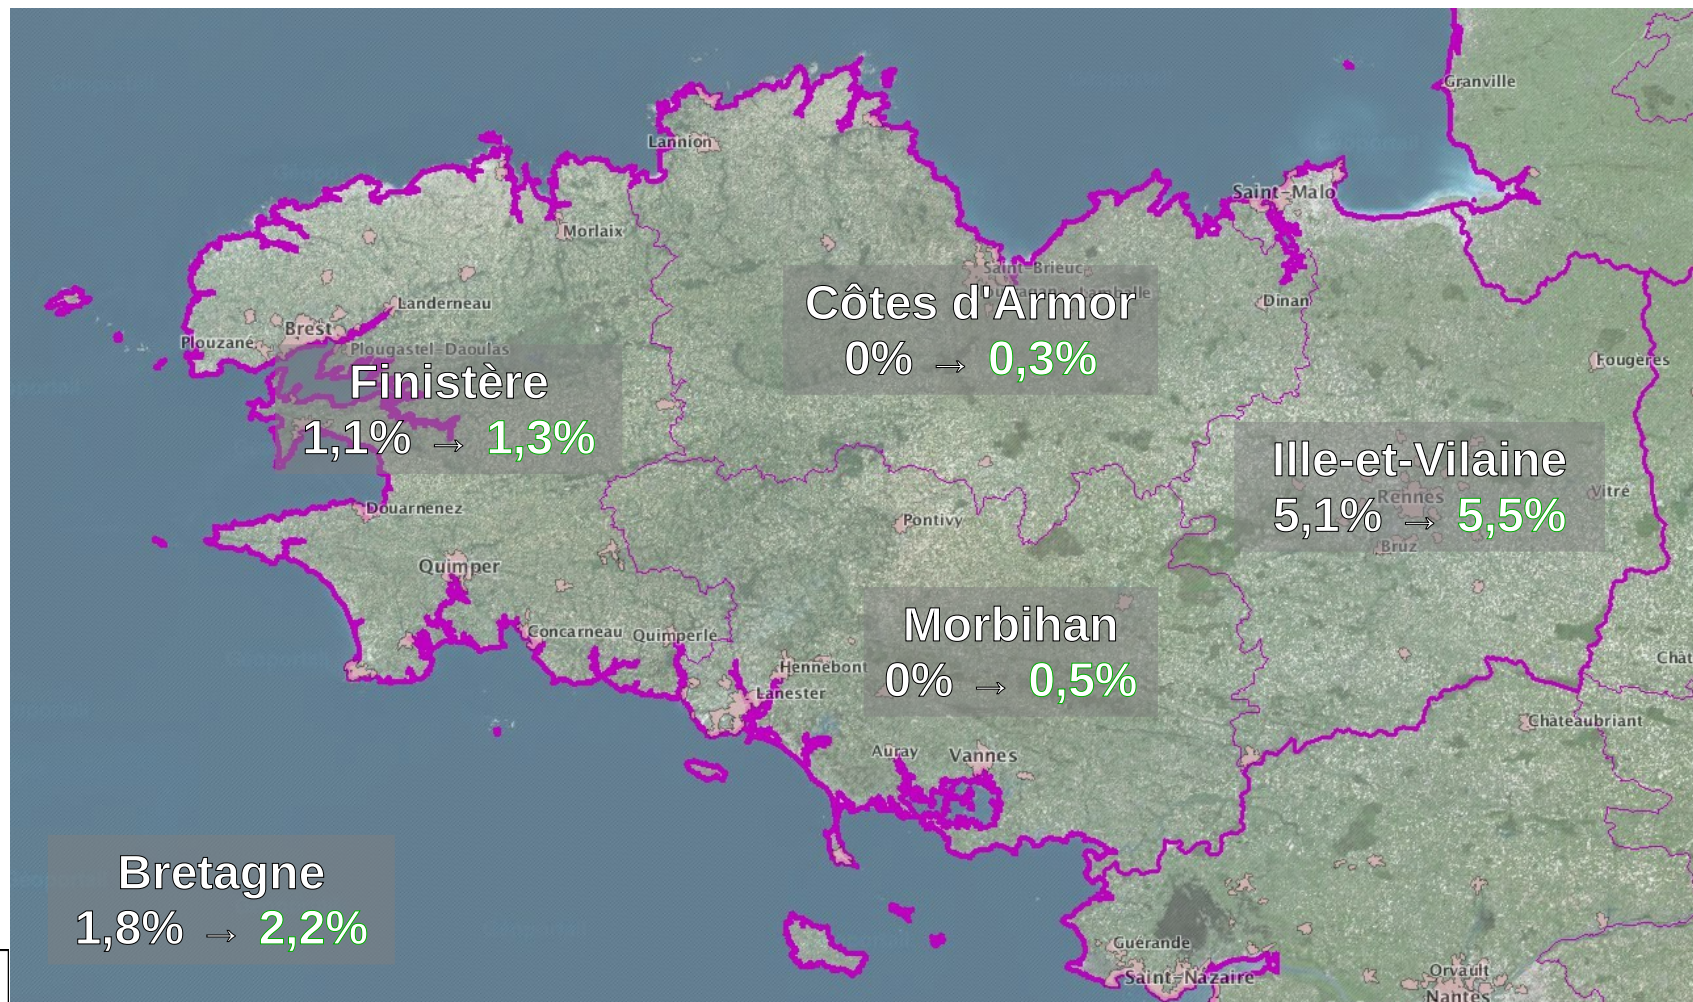 Granville
Lannion
Saint-Malo
Morlaix
Saint-Brieuc
Landerneau
Dinan
Côtes d'Armor
0% → 0,3%
Brest
Plouzané
Plougastel-Daoulas
Fougères
Finistère
1,1% → 1,3%
Ille-et-Vilaine
Rennes
Vitré
5,1% → 5,5%
Bruz
Douarnenez
Pontivy
Quimper
Concarneau
Quimperlé
Morbihan
0% → 0,5%
Hennebont
Lanester
Chateaubriant
Auray
Vannes
Bretagne
1,8% → 2,2%
Guérande
Saint-Nazaire
Orvault
Nantes